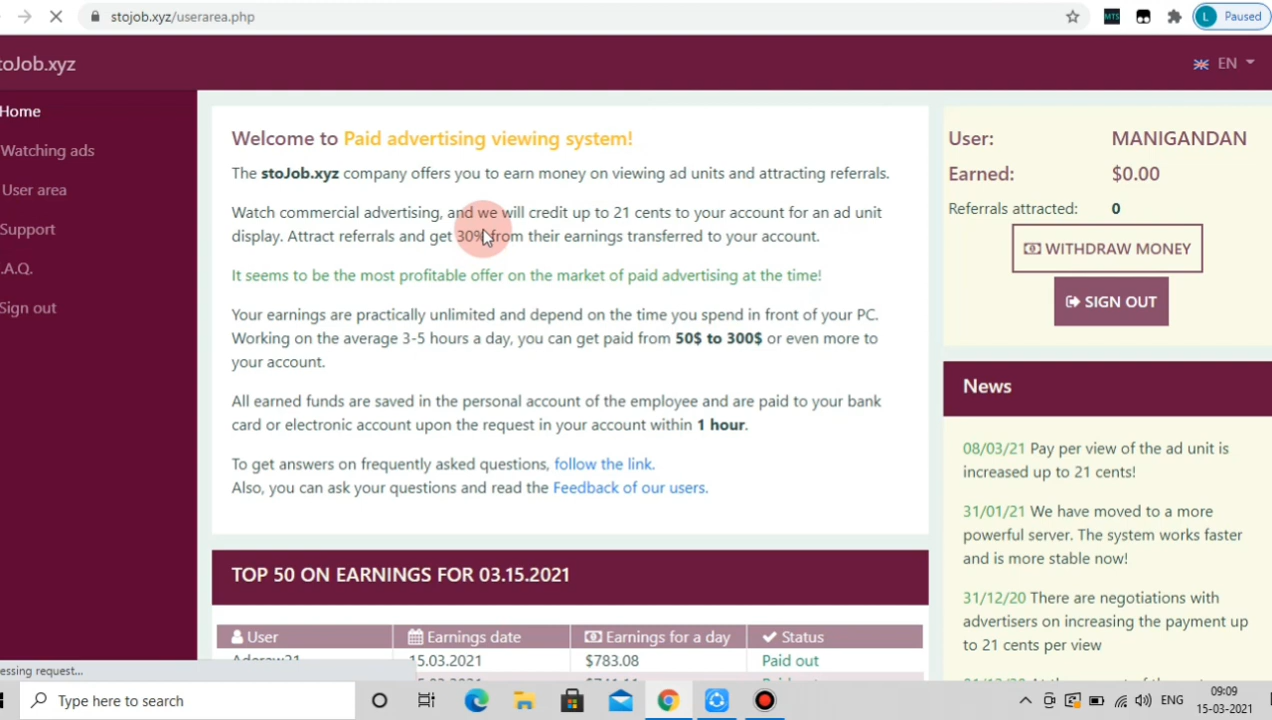 stojob.xyz/userarea.php
MTS
L Paused
toJob.xyz
EN
Home
Watching ads
User area
Support
.A.Q.
Sign out
Welcome to Paid advertising viewing system!
The stoJob.xyz company offers you to earn money on viewing ad units and attracting referrals.
Watch commercial advertising, and we will credit up to 21 cents to your account for an ad unit
display. Attract referrals and get 30% from their earnings transferred to your account.
It seems to be the most profitable offer on the market of paid advertising at the time!
Your earnings are practically unlimited and depend on the time you spend in front of your PC.
Working on the average 3-5 hours a day, you can get paid from 50$ to 300$ or even more to
your account.
All earned funds are saved in the personal account of the employee and are paid to your bank
card or electronic account upon the request in your account within 1 hour.
To get answers on frequently asked questions, follow the link.
Also, you can ask your questions and read the Feedback of our users.
TOP 50 ON EARNINGS FOR 03.15.2021
User Earnings date Earnings for a day Status
15.03.2021 $783.08 Paid out
User: MANIGANDAN
Earned: $0.00
Referrals attracted: 0
WITHDRAW MONEY
SIGN OUT
News
08/03/21 Pay per view of the ad unit is
increased up to 21 cents!
31/01/21 We have moved to a more
powerful server. The system works faster
and is more stable now!
31/12/20 There are negotiations with
advertisers on increasing the payment up
to 21 cents per view
essing request...
Type here to search
ENG
09:09
15-03-2021